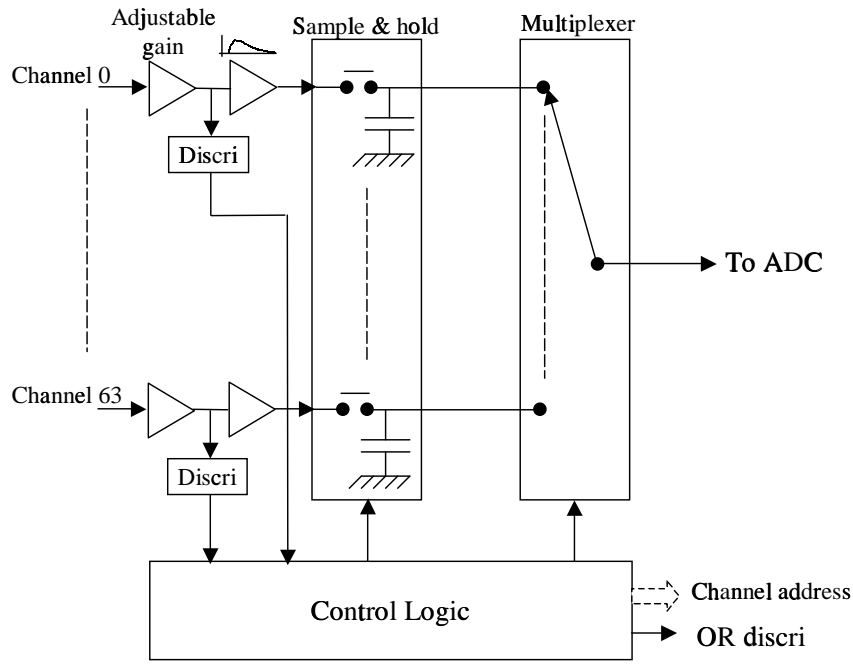 Adjustable
gain
Sample & hold
Multiplexer
Channel 0
Discri
To ADC
Channel 63
Discri
Control Logic
Channel address
OR discri